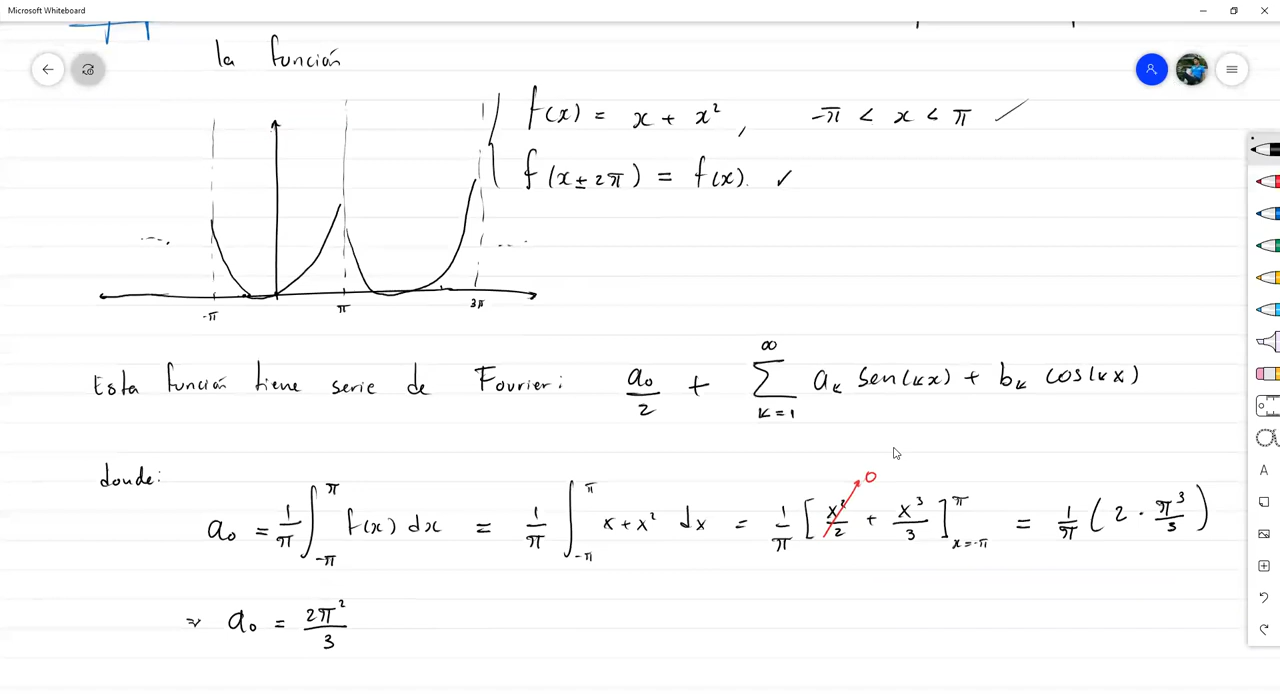 Microsoft Whiteboard
la función
f(x) = x + x², -π < x < π
f(x ± 2π) = f(x). ✓
-π π 3π
Esta función tiene serie de Fourier: a₀/2 + ∑_{k=1}^{∞} aₖ sen(kx) + bₖ cos(kx)
donde:
a₀ = 1/π ∫_{-π}^{π} f(x) dx = 1/π ∫_{-π}^{π} x + x² dx = 1/π [x²/2 + x³/3]_{x=-π}^{π} = 1/π (2 · π³/3)
0
⇒ a₀ = 2π²/3
A